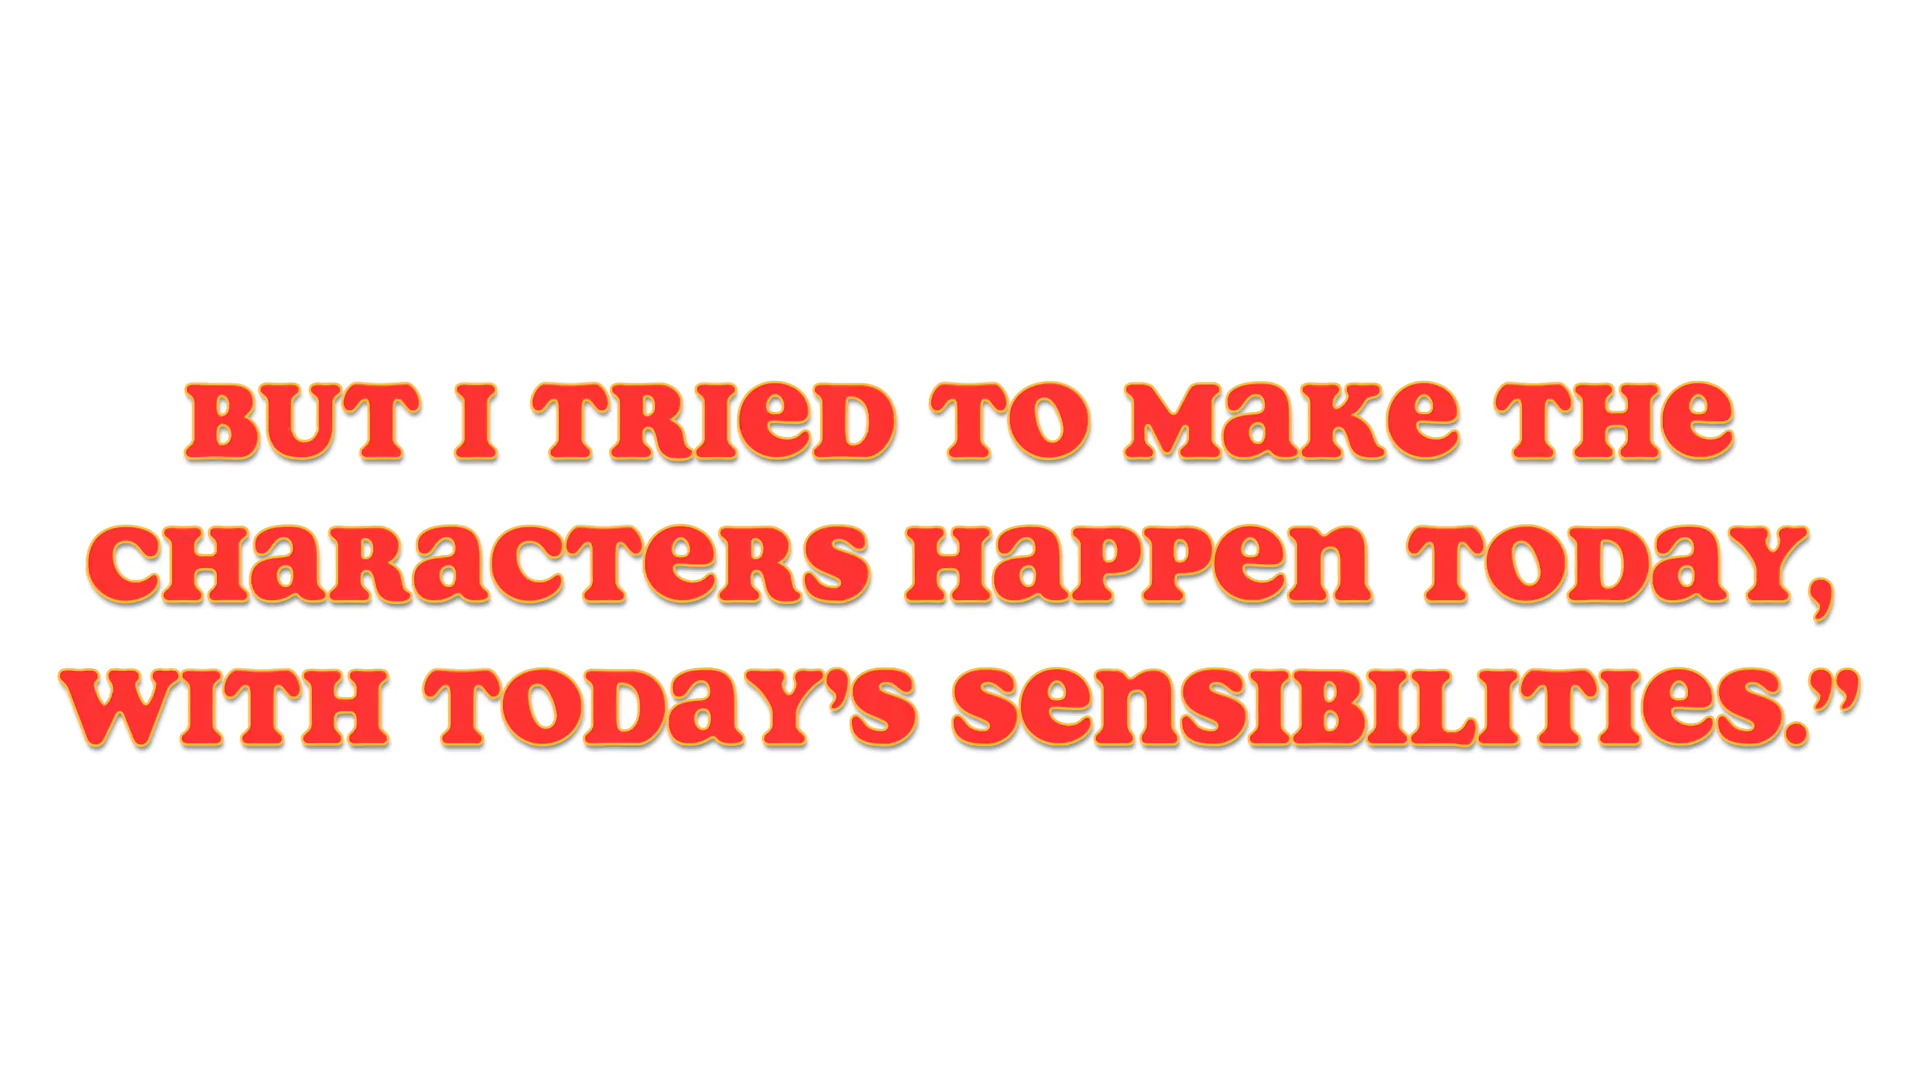 BUT I TRIED TO MAKE THE
CHARACTERS HAPPEN TODAY,
WITH TODAY’S SENSIBILITIES.”